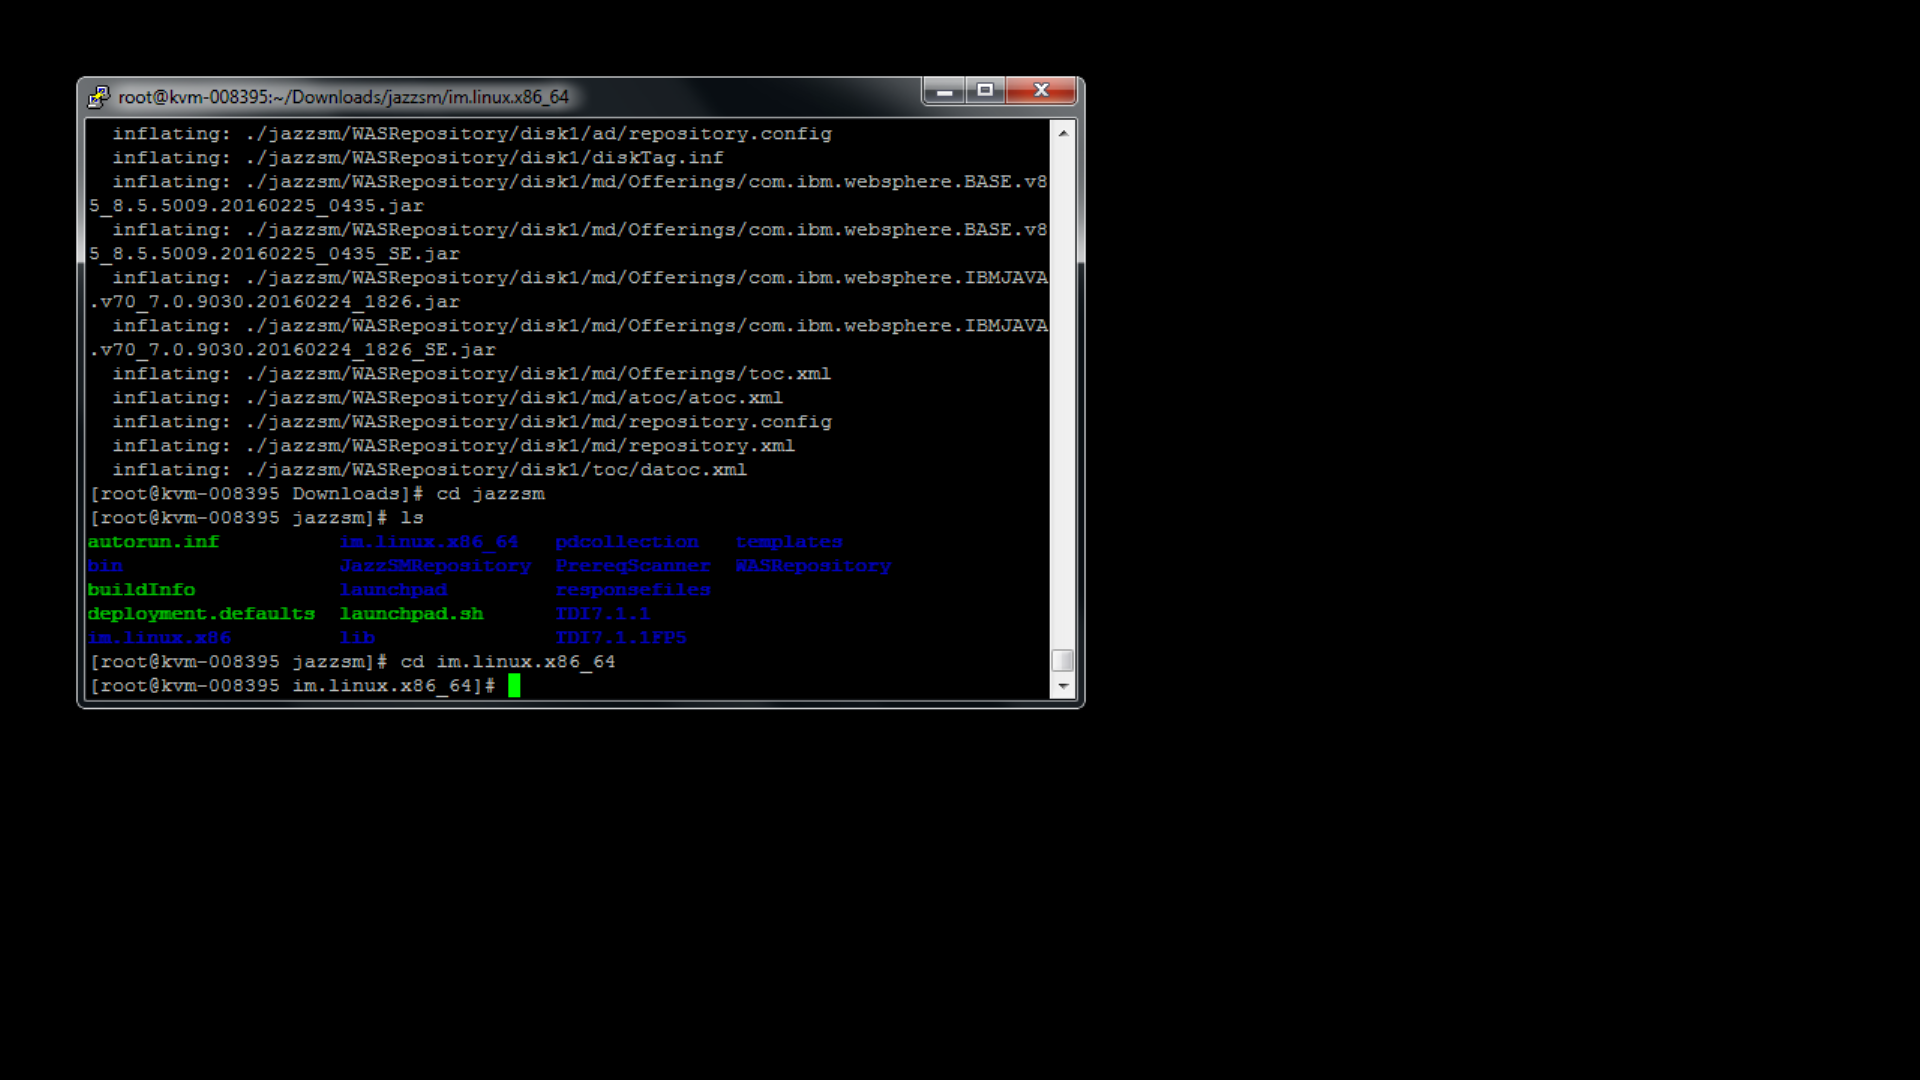 root@kvm-008395:~/Downloads/jazzsm/im.linux.x86_64
inflating: ./jazzsm/WASRepository/disk1/ad/repository.config
inflating: ./jazzsm/WASRepository/disk1/diskTag.inf
inflating: ./jazzsm/WASRepository/disk1/md/Offerings/com.ibm.websphere.BASE.v8
5_8.5.5009.20160225_0435.jar
inflating: ./jazzsm/WASRepository/disk1/md/Offerings/com.ibm.websphere.BASE.v8
5_8.5.5009.20160225_0435_SE.jar
inflating: ./jazzsm/WASRepository/disk1/md/Offerings/com.ibm.websphere.IBMJAVA
.v70_7.0.9030.20160224_1826.jar
inflating: ./jazzsm/WASRepository/disk1/md/Offerings/com.ibm.websphere.IBMJAVA
.v70_7.0.9030.20160224_1826_SE.jar
inflating: ./jazzsm/WASRepository/disk1/md/Offerings/toc.xml
inflating: ./jazzsm/WASRepository/disk1/md/atoc/atoc.xml
inflating: ./jazzsm/WASRepository/disk1/md/repository.config
inflating: ./jazzsm/WASRepository/disk1/md/repository.xml
inflating: ./jazzsm/WASRepository/disk1/toc/datoc.xml
[root@kvm-008395 Downloads]# cd jazzsm
[root@kvm-008395 jazzsm]# ls
autorun.inf im.linux.x86_64 pdcollection templates
bin JazzSMRepository PrereqScanner WASRepository
buildInfo launchpad responsefiles
deployment.defaults launchpad.sh TDI7.1.1
im.linux.x86 lib TDI7.1.1FP5
[root@kvm-008395 jazzsm]# cd im.linux.x86_64
[root@kvm-008395 im.linux.x86_64]#